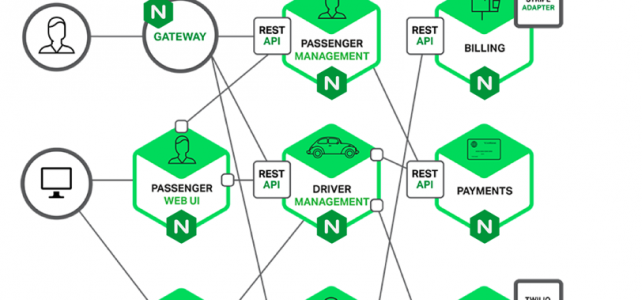 N
GATEWAY
REST
API
PASSENGER
MANAGEMENT
N
REST
API
BILLING
N
ADAPTER
PASSENGER
WEB UI
N
REST
API
DRIVER
MANAGEMENT
N
REST
API
PAYMENTS
N
TWILIO